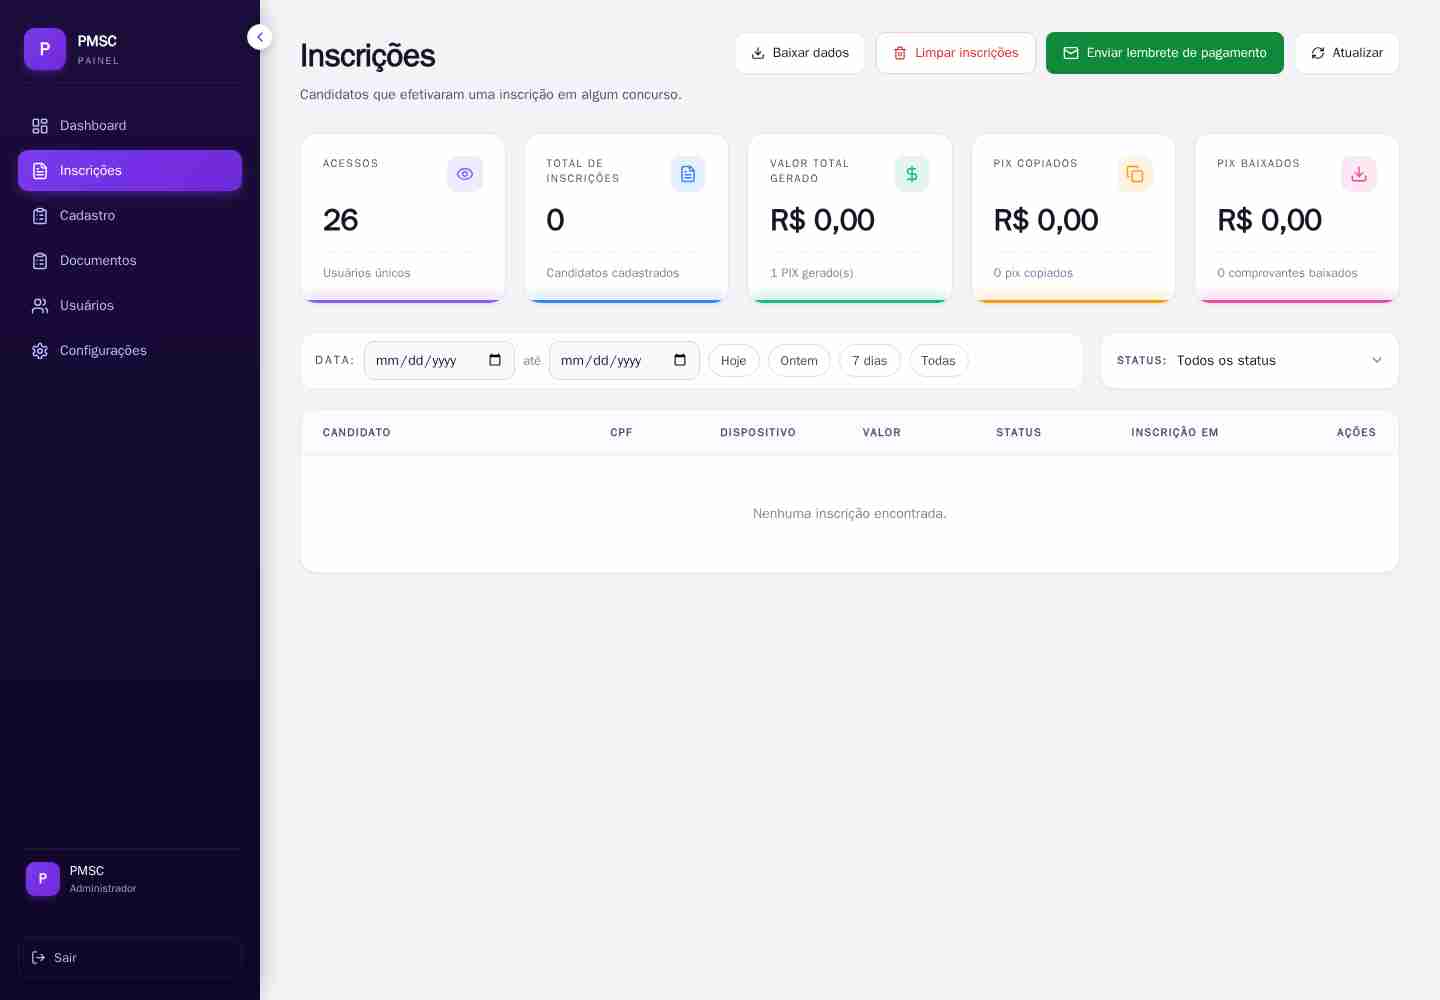 P
PMSC
PAINEL
Dashboard
Inscrições
Cadastro
Documentos
Usuários
Configurações
P
PMSC
Administrador
Sair
Inscrições
Candidatos que efetivaram uma inscrição em algum concurso.
Baixar dados
Limpar inscrições
Enviar lembrete de pagamento
Atualizar
ACESSOS
26
Usuários únicos
TOTAL DE
INSCRIÇÕES
0
Candidatos cadastrados
VALOR TOTAL
GERADO
R$ 0,00
1 PIX gerado(s)
PIX COPIADOS
R$ 0,00
0 pix copiados
PIX BAIXADOS
R$ 0,00
0 comprovantes baixados
DATA: mm/dd/yyyy até mm/dd/yyyy Hoje Ontem 7 dias Todas
STATUS: Todos os status
CANDIDATO CPF DISPOSITIVO VALOR STATUS INSCRIÇÃO EM AÇÕES
Nenhuma inscrição encontrada.